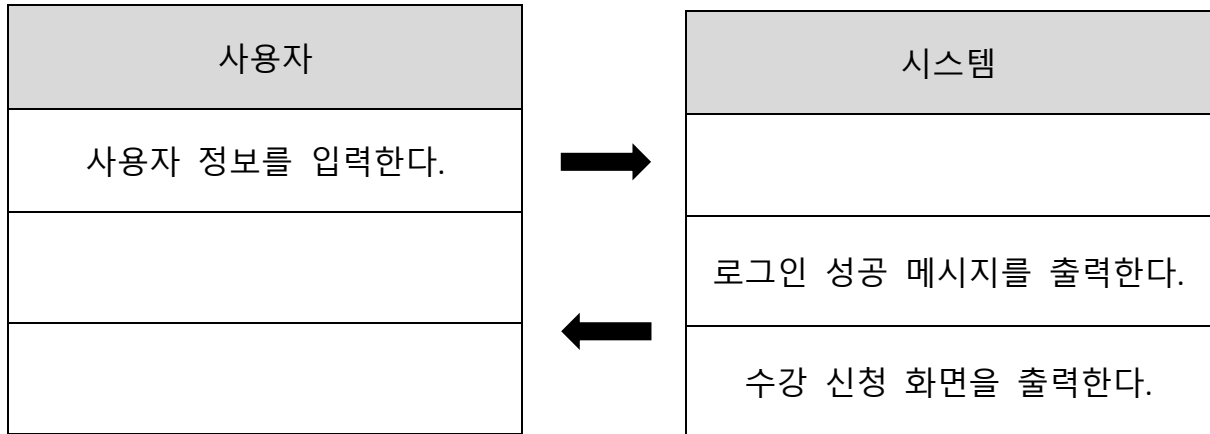 사용자
시스템
사용자 정보를 입력한다.
로그인 성공 메시지를 출력한다.
수강 신청 화면을 출력한다.